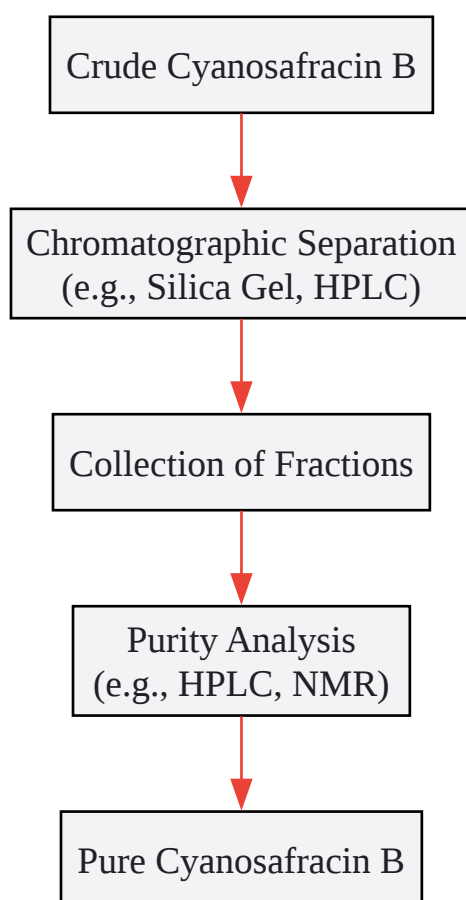 Crude Cyanosafracin B
Chromatographic Separation
(e.g., Silica Gel, HPLC)
Collection of Fractions
Purity Analysis
(e.g., HPLC, NMR)
Pure Cyanosafracin B